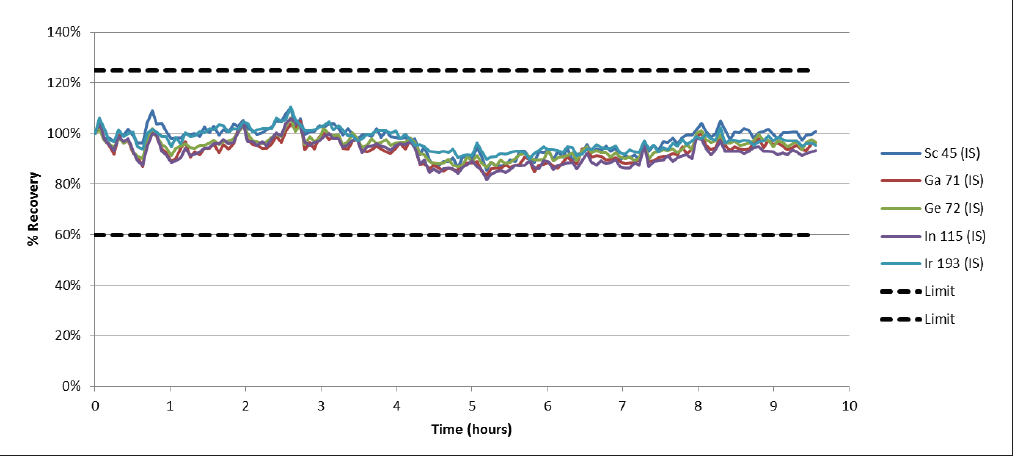 140%
120%
100%
80%
60%
40%
20%
0%
% Recovery
0 1 2 3 4 5 6 7 8 9 10
Time (hours)
Sc 45 (IS)
Ga 71 (IS)
Ge 72 (IS)
In 115 (IS)
Ir 193 (IS)
Limit
Limit